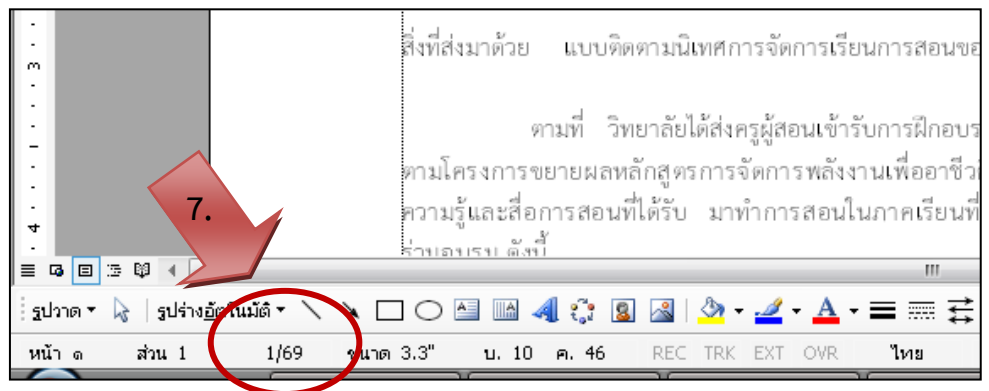 สิ่งที่ส่งมาด้วย แบบติดตามนิเทศการจัดการเรียนการสอนขอ
ตามที่ วิทยาลัยได้ส่งครูผู้สอนเข้ารับการฝึกอบร
ตามโครงการขยายผลหลักสูตรการจัดการพลังงานเพื่ออาชีวะ
ความรู้และสื่อการสอนที่ได้รับ มาทำการสอนในภาคเรียนที่
ดังนี้
3
4
7.
รูปวาด รูปร่างอัตโนมัติ
หน้า ๑ ส่วน 1 1/69 ขนาด 3.3" บ. 10 ค. 46 REC TRK EXT OVR ไทย